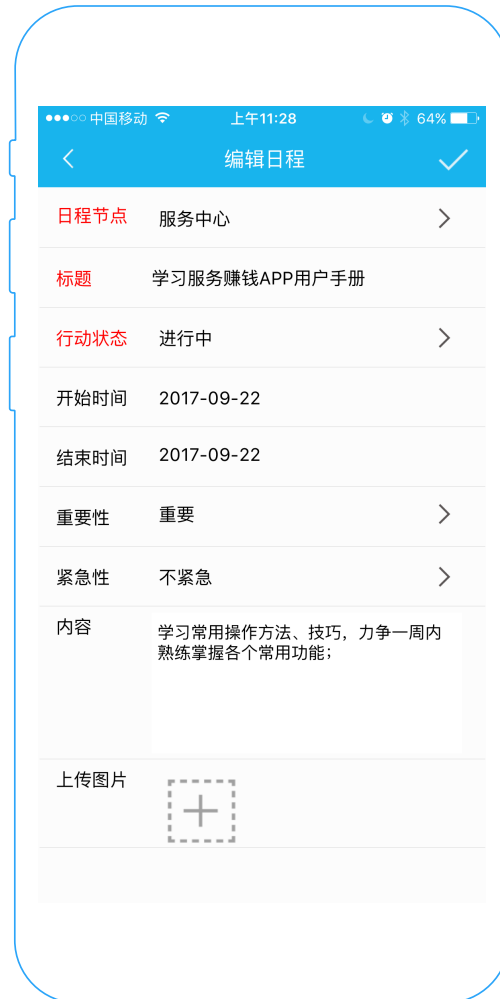 中国移动 上午11:28 64%
编辑日程
日程节点 服务中心
标题 学习服务赚钱APP用户手册
行动状态 进行中
开始时间 2017-09-22
结束时间 2017-09-22
重要性 重要
紧急性 不紧急
内容 学习常用操作方法、技巧，力争一周内
熟练掌握各个常用功能；
上传图片